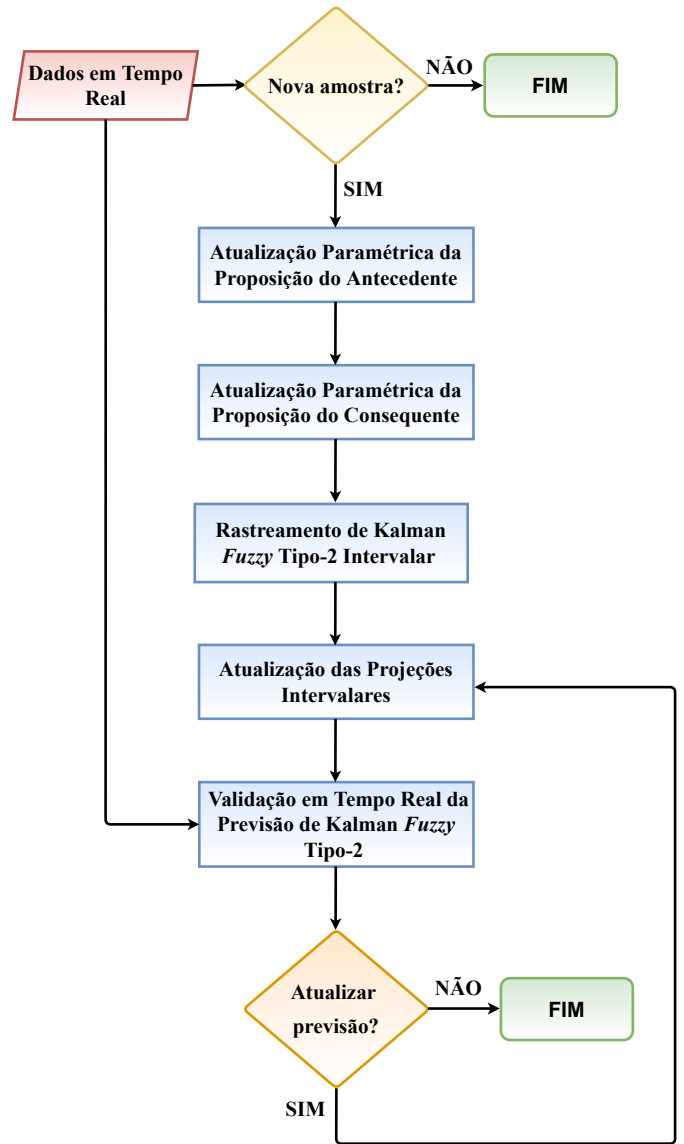 Dados em Tempo
Real
Nova amostra?
NÃO
FIM
SIM
Atualização Paramétrica da
Proposição do Antecedente
Atualização Paramétrica da
Proposição do Consequente
Rastreamento de Kalman
Fuzzy Tipo-2 Intervalar
Atualização das Projeções
Intervalares
Validação em Tempo Real da
Previsão de Kalman Fuzzy
Tipo-2
Atualizar
previsão?
NÃO
FIM
SIM